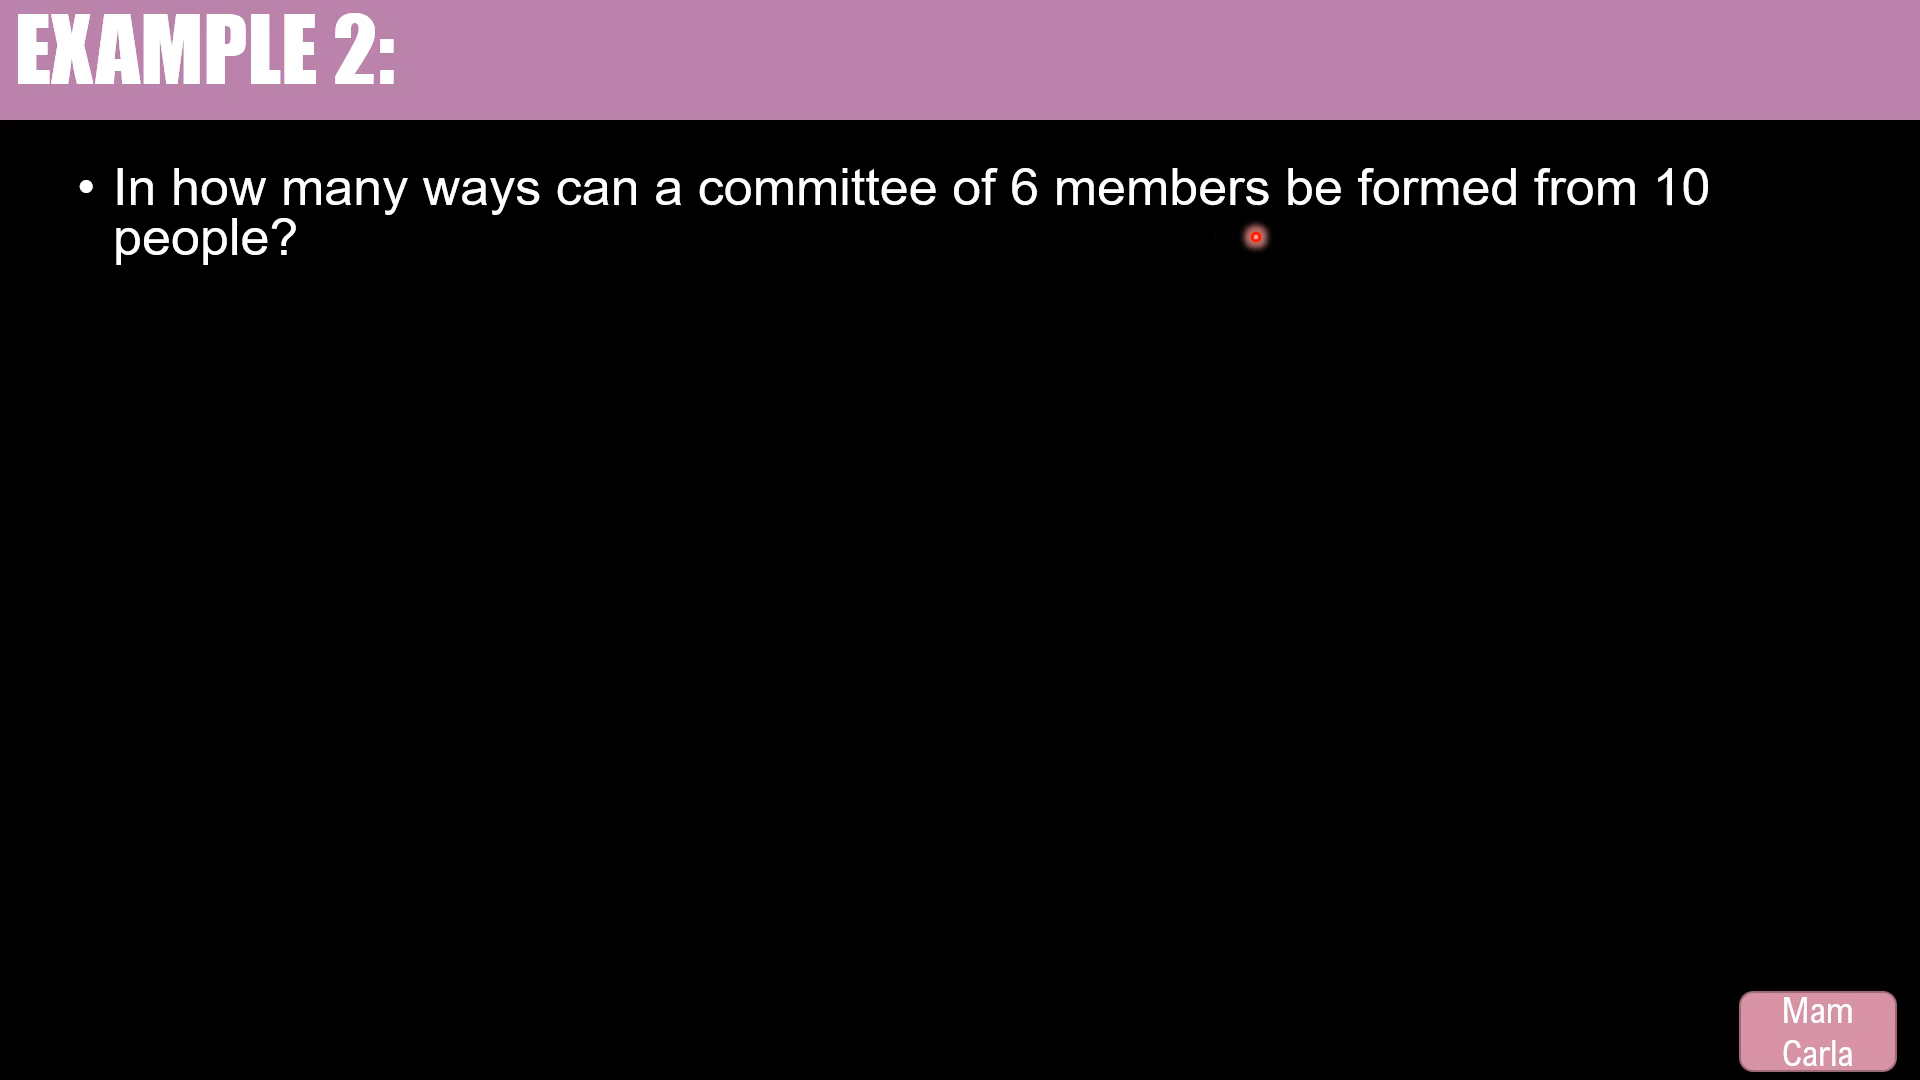 EXAMPLE 2:
• In how many ways can a committee of 6 members be formed from 10
people?
Mam
Carla